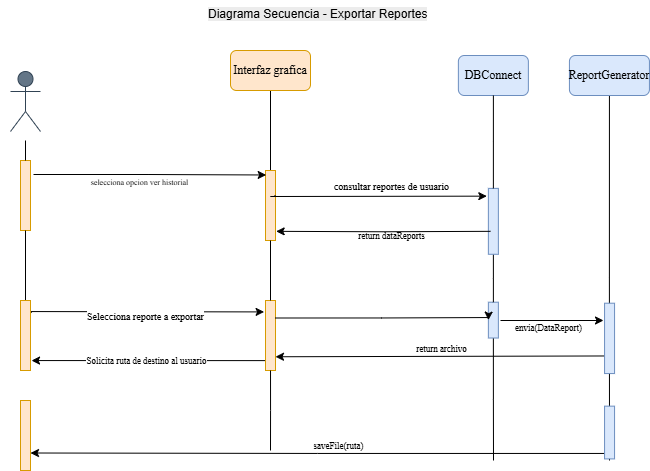 Diagrama Secuencia - Exportar Reportes
Interfaz grafica
DBConnect
ReportGenerator
selecciona opcion ver historial
consultar reportes de usuario
return dataReports
Selecciona reporte a exportar
envia(DataReport)
return archivo
Solicita ruta de destino al usuario
saveFile(ruta)